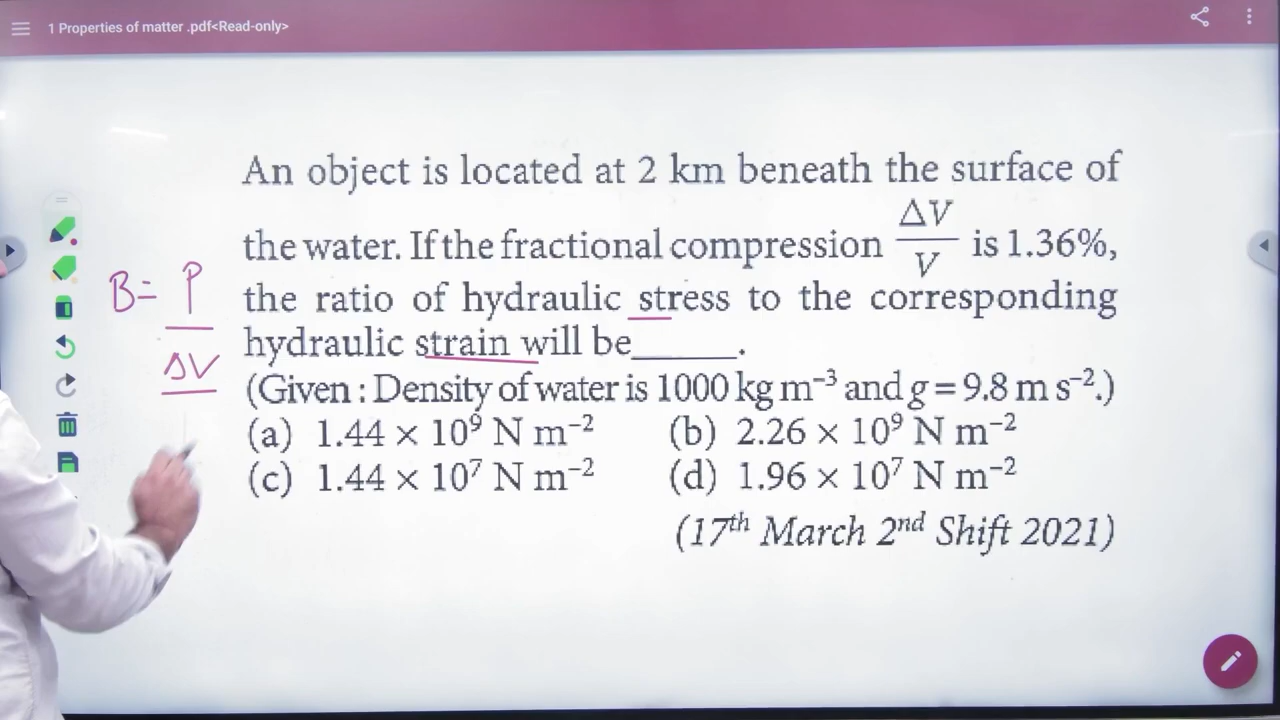 1 Properties of matter .pdf<Read-only>
An object is located at 2 km beneath the surface of
the water. If the fractional compression ΔV/V is 1.36%,
the ratio of hydraulic stress to the corresponding
hydraulic strain will be______.
(Given : Density of water is 1000 kg m⁻³ and g = 9.8 m s⁻².)
(a) 1.44 × 10⁹ N m⁻² (b) 2.26 × 10⁹ N m⁻²
(c) 1.44 × 10⁷ N m⁻² (d) 1.96 × 10⁷ N m⁻²
(17th March 2nd Shift 2021)
B = P
ΔV